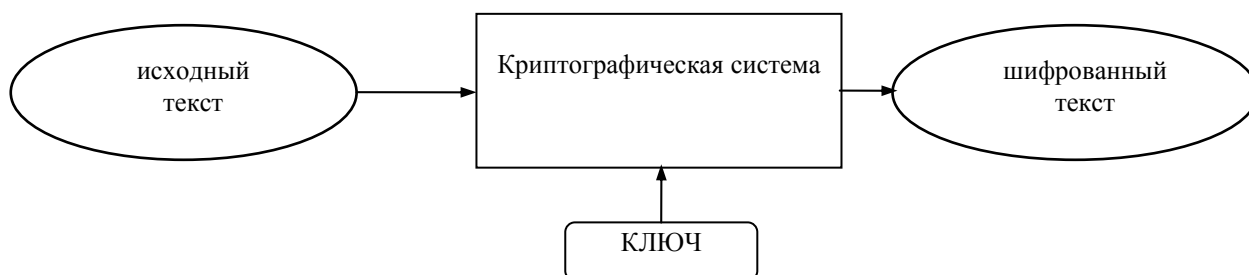 исходный
текст
Криптографическая система
шифрованный
текст
КЛЮЧ